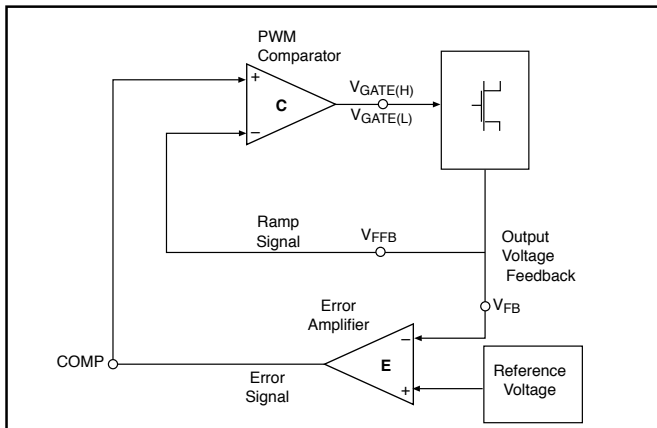 PWM
Comparator
+
C
−
VGATE(H)
VGATE(L)
Ramp
Signal
VFFB
Output
Voltage
Feedback
VFB
Error
Amplifier
−
E
+
COMP
Error
Signal
Reference
Voltage